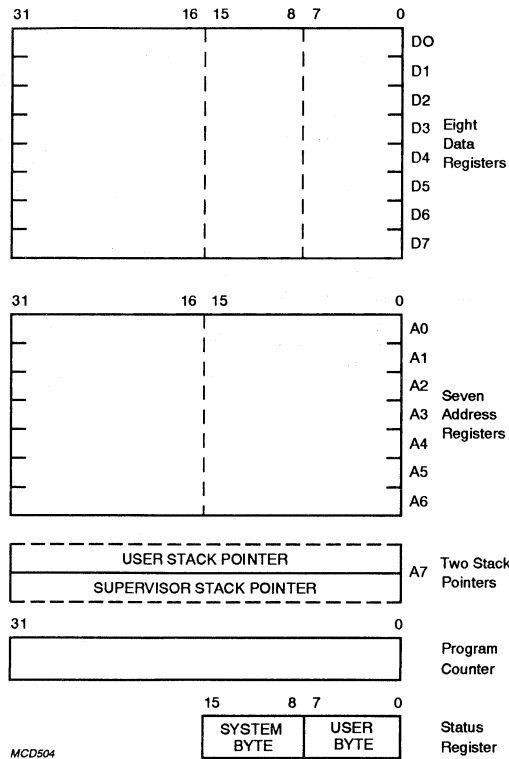 31 16 15 8 7 0
DO
D1
D2
D3
D4
D5
D6
D7
Eight
Data
Registers
31 16 15 0
A0
A1
A2
A3
A4
A5
A6
Seven
Address
Registers
USER STACK POINTER
SUPERVISOR STACK POINTER
A7
Two Stack
Pointers
31 0
Program
Counter
15 8 7 0
SYSTEM
BYTE
USER
BYTE
Status
Register
MCD504